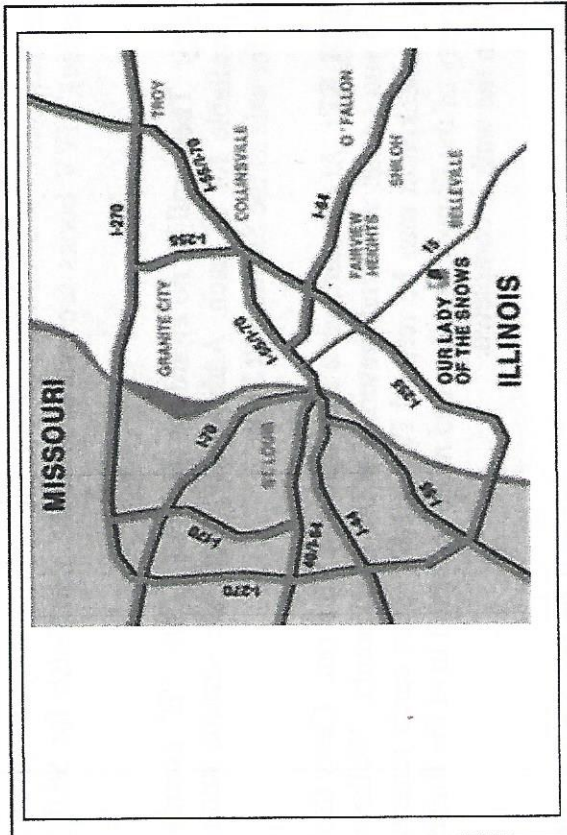 MISSOURI
I-270
TROY
GRANITE CITY
I-255
I-70
I-55/I-70
I-170
I-270
COLLINSVILLE
ST. LOUIS
I-55/I-70
40/I-64
I-64
O'FALLON
I-44
FAIRVIEW
HEIGHTS
SHILOH
I-55
I-255
15
BELLEVILLE
OUR LADY
OF THE SNOWS
ILLINOIS